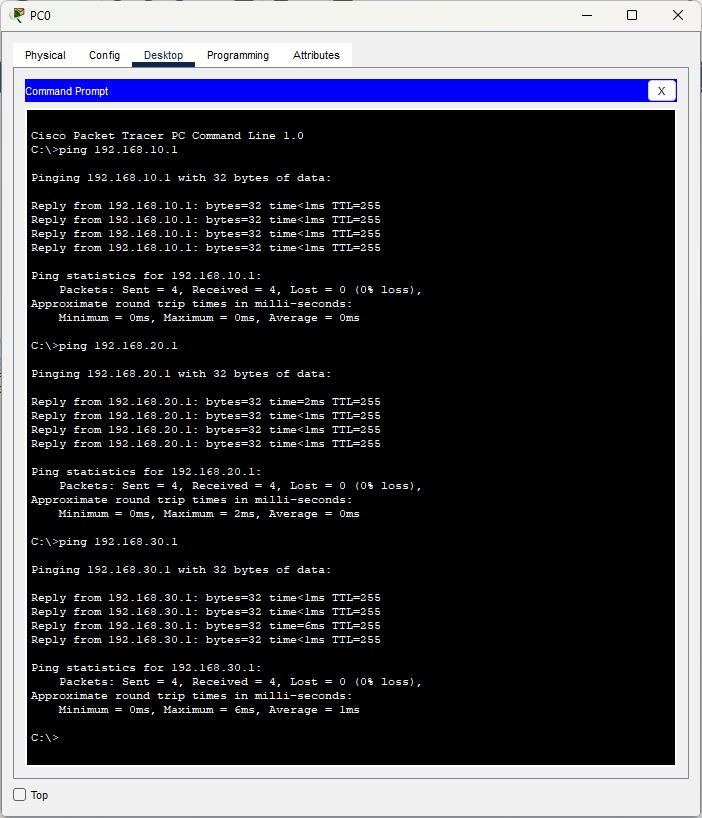 PC0
Physical Config Desktop Programming Attributes
Command Prompt X
Cisco Packet Tracer PC Command Line 1.0
C:\>ping 192.168.10.1
Pinging 192.168.10.1 with 32 bytes of data:
Reply from 192.168.10.1: bytes=32 time<1ms TTL=255
Reply from 192.168.10.1: bytes=32 time<1ms TTL=255
Reply from 192.168.10.1: bytes=32 time<1ms TTL=255
Reply from 192.168.10.1: bytes=32 time<1ms TTL=255
Ping statistics for 192.168.10.1:
Packets: Sent = 4, Received = 4, Lost = 0 (0% loss),
Approximate round trip times in milli-seconds:
Minimum = 0ms, Maximum = 0ms, Average = 0ms
C:\>ping 192.168.20.1
Pinging 192.168.20.1 with 32 bytes of data:
Reply from 192.168.20.1: bytes=32 time=2ms TTL=255
Reply from 192.168.20.1: bytes=32 time<1ms TTL=255
Reply from 192.168.20.1: bytes=32 time<1ms TTL=255
Reply from 192.168.20.1: bytes=32 time<1ms TTL=255
Ping statistics for 192.168.20.1:
Packets: Sent = 4, Received = 4, Lost = 0 (0% loss),
Approximate round trip times in milli-seconds:
Minimum = 0ms, Maximum = 2ms, Average = 0ms
C:\>ping 192.168.30.1
Pinging 192.168.30.1 with 32 bytes of data:
Reply from 192.168.30.1: bytes=32 time<1ms TTL=255
Reply from 192.168.30.1: bytes=32 time<1ms TTL=255
Reply from 192.168.30.1: bytes=32 time=6ms TTL=255
Reply from 192.168.30.1: bytes=32 time<1ms TTL=255
Ping statistics for 192.168.30.1:
Packets: Sent = 4, Received = 4, Lost = 0 (0% loss),
Approximate round trip times in milli-seconds:
Minimum = 0ms, Maximum = 6ms, Average = 1ms
C:\>
Top